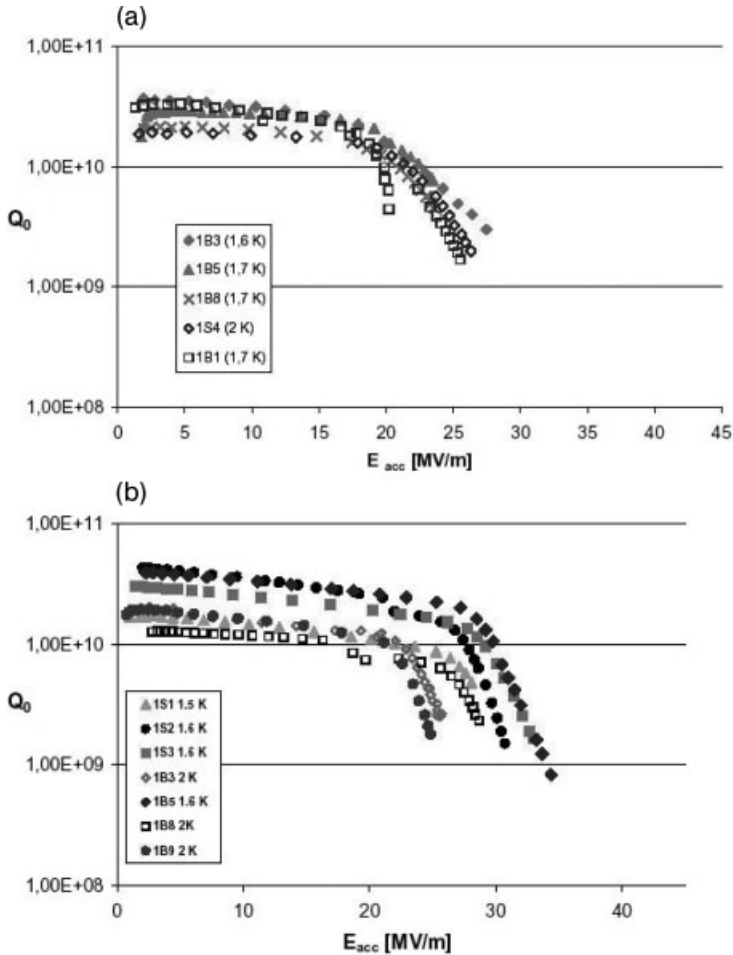 (a)
1,00E+11
1,00E+10
Q0
1,00E+09
1,00E+08
1B3 (1,6 K)
1B5 (1,7 K)
1B8 (1,7 K)
1S4 (2 K)
1B1 (1,7 K)
0 5 10 15 20 25 30 35 40 45
E acc [MV/m]
(b)
1,00E+11
1,00E+10
Q0
1,00E+09
1,00E+08
1S1 1.5 K
1S2 1.6 K
1S3 1.6 K
1B3 2 K
1B5 1.6 K
1B8 2K
1B9 2 K
0 10 20 30 40
Eacc [MV/m]